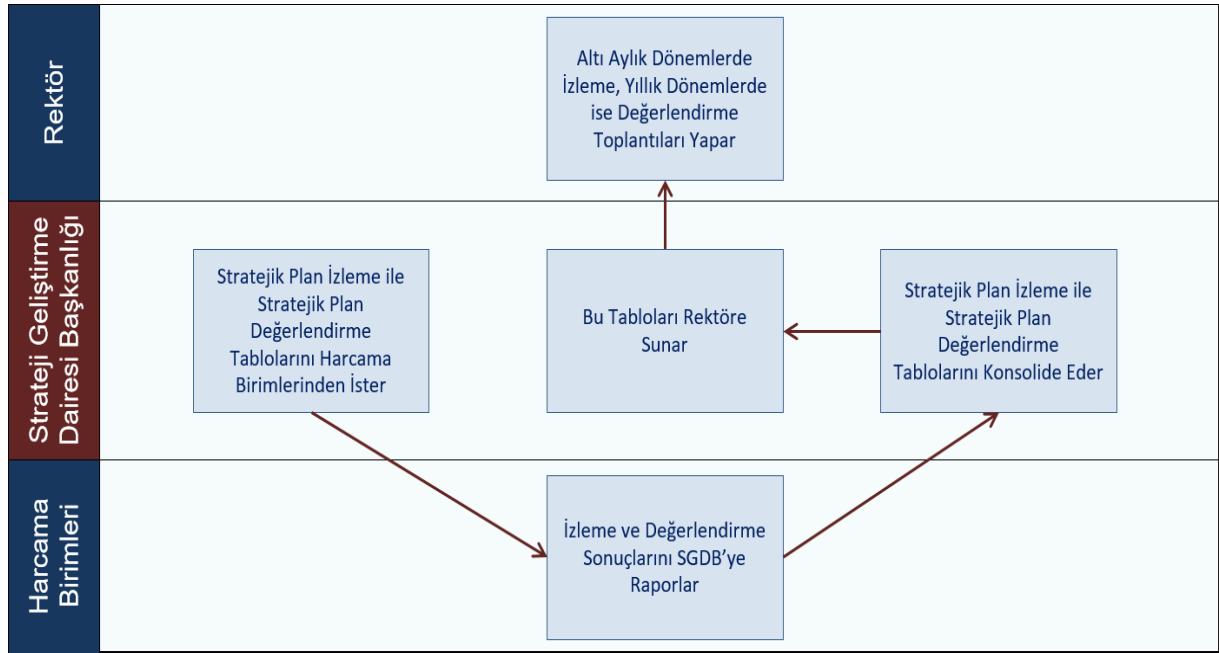 Rektör
Altı Aylık Dönemlerde
İzleme, Yıllık Dönemlerde
ise Değerlendirme
Toplantıları Yapar
Strateji Geliştirme
Dairesi Başkanlığı
Stratejik Plan İzleme ile
Stratejik Plan
Değerlendirme
Tablolarını Harcama
Birimlerinden İster
Bu Tabloları Rektöre
Sunar
Stratejik Plan İzleme ile
Stratejik Plan
Değerlendirme
Tablolarını Konsolide Eder
Harcama
Birimleri
İzleme ve Değerlendirme
Sonuçlarını SGDB’ye
Raporlar